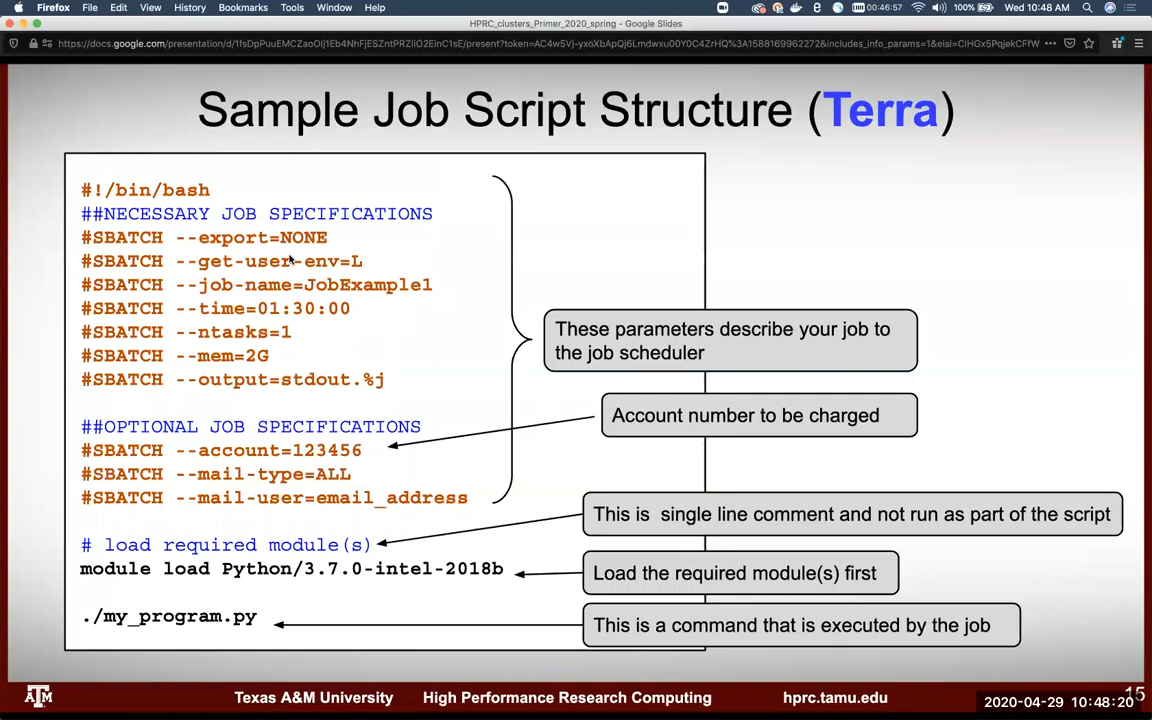 Firefox File Edit View History Bookmarks Tools Window Help 00:46:57 100% Wed 10:48 AM
HPRC_clusters_Primer_2020_spring - Google Slides
Sample Job Script Structure (Terra)
#!/bin/bash
##NECESSARY JOB SPECIFICATIONS
#SBATCH --export=NONE
#SBATCH --get-user-env=L
#SBATCH --job-name=JobExample1
#SBATCH --time=01:30:00
#SBATCH --ntasks=1
#SBATCH --mem=2G
#SBATCH --output=stdout.%j
These parameters describe your job to
the job scheduler
##OPTIONAL JOB SPECIFICATIONS
#SBATCH --account=123456
Account number to be charged
#SBATCH --mail-type=ALL
#SBATCH --mail-user=email_address
# load required module(s)
This is  single line comment and not run as part of the script
module load Python/3.7.0-intel-2018b
Load the required module(s) first
./my_program.py
This is a command that is executed by the job
ATM
Texas A&M University High Performance Research Computing hprc.tamu.edu
15
2020-04-29 10:48:20